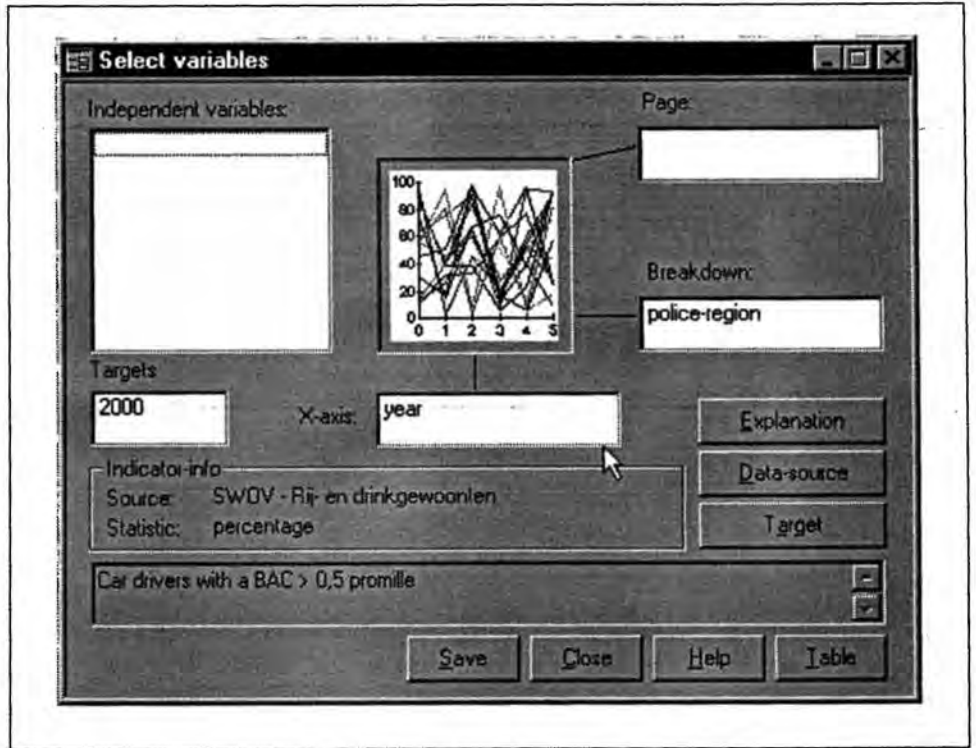 Select variables
Independent variables:
Page:
100
80
60
40
20
0
0 1 2 3 4 5
Breakdown:
police-region
Targets
2000
X-axis:
year
Explanation
Indicator-info
Data-source
Source: SWOV - Rij- en drinkgewoonten
Statistic: percentage
Target
Car drivers with a BAC > 0,5 promille
Save
Close
Help
Table